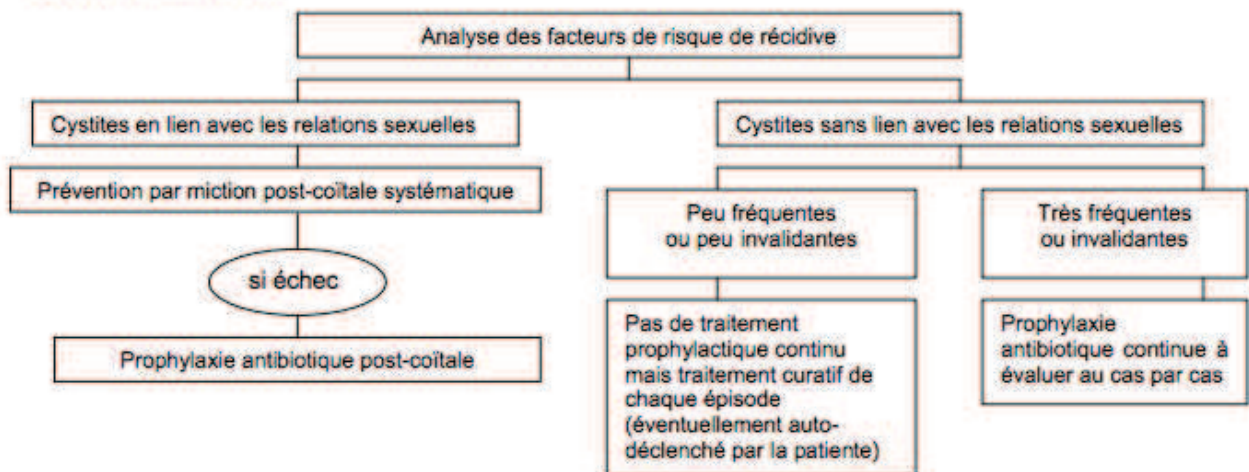 Analyse des facteurs de risque de récidive
Cystites en lien avec les relations sexuelles
Cystites sans lien avec les relations sexuelles
Prévention par miction post-coïtale systématique
Peu fréquentes
ou peu invalidantes
Très fréquentes
ou invalidantes
si échec
Pas de traitement
prophylactique continu
mais traitement curatif de
chaque épisode
(éventuellement auto-
déclenché par la patiente)
Prophylaxie
antibiotique continue à
évaluer au cas par cas
Prophylaxie antibiotique post-coïtale